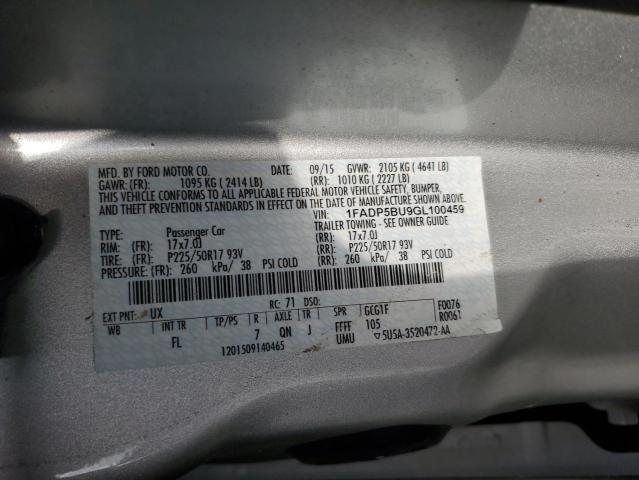 MFD. BY FORD MOTOR CO. DATE: 09/15 GVWR: 2105 KG ( 4641 LB)
GAWR: (FR): 1095 KG ( 2414 LB) (RR): 1010 KG ( 2227 LB)
THIS VEHICLE CONFORMS TO ALL APPLICABLE FEDERAL MOTOR VEHICLE SAFETY, BUMPER,
AND THEFT PREVENTION STANDARDS IN EFFECT ON THE DATE OF MANUFACTURE SHOWN ABOVE.
VIN: 1FADP5BU9GL100459
TYPE: Passenger Car TRAILER TOWING - SEE OWNER GUIDE
RIM: (FR): 17x7.0J (RR): 17x7.0J
TIRE: (FR): P225/50R17 93V (RR): P225/50R17 93V
PRESSURE: (FR): 260 kPa/ 38 PSI COLD (RR): 260 kPa/ 38 PSI COLD
EXT PNT: UX RC: 71 DSO: F0076
WB INT TR TP/PS R AXLE TR SPR GCG1F R0061
FL 7 QN J FFFF 105
1201509140465 UMU ▽5U5A-3520472-AA